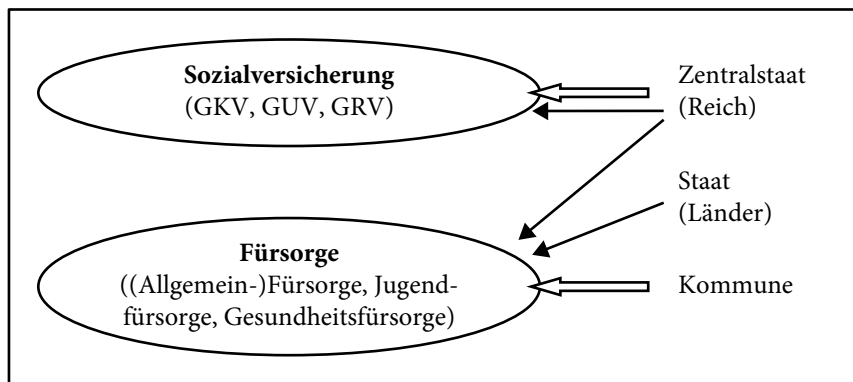 Sozialversicherung
(GKV, GUV, GRV)
Zentralstaat
(Reich)
Staat
(Länder)
Fürsorge
((Allgemein-)Fürsorge, Jugend-
fürsorge, Gesundheitsfürsorge)
Kommune